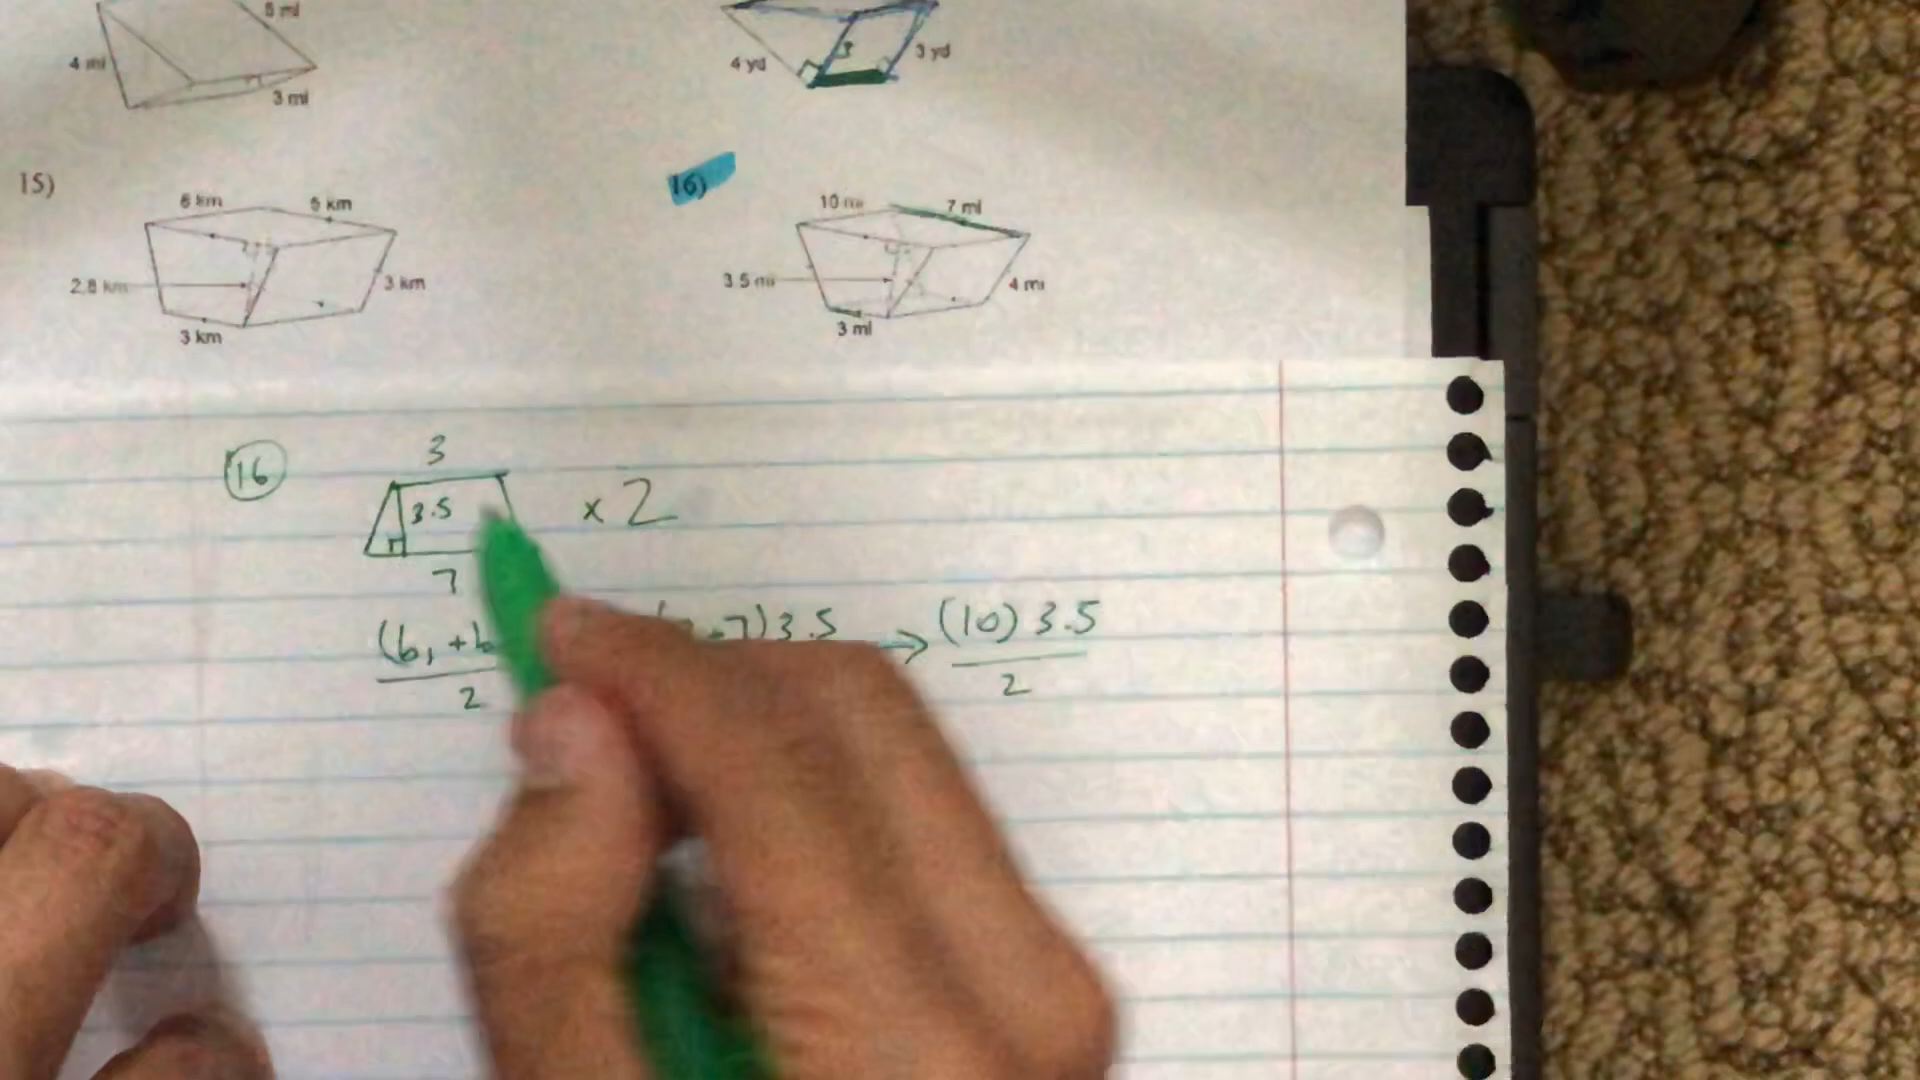 5 mi
4 mi
3 mi
4 yd
3 yd
15)
6 km 5 km
2.8 km
3 km
3 km
16)
10 mi 7 mi
3.5 mi
4 mi
3 mi
16
3
3.5
x 2
7
(b₁ +b
2
7)3.5
→ (10) 3.5
2